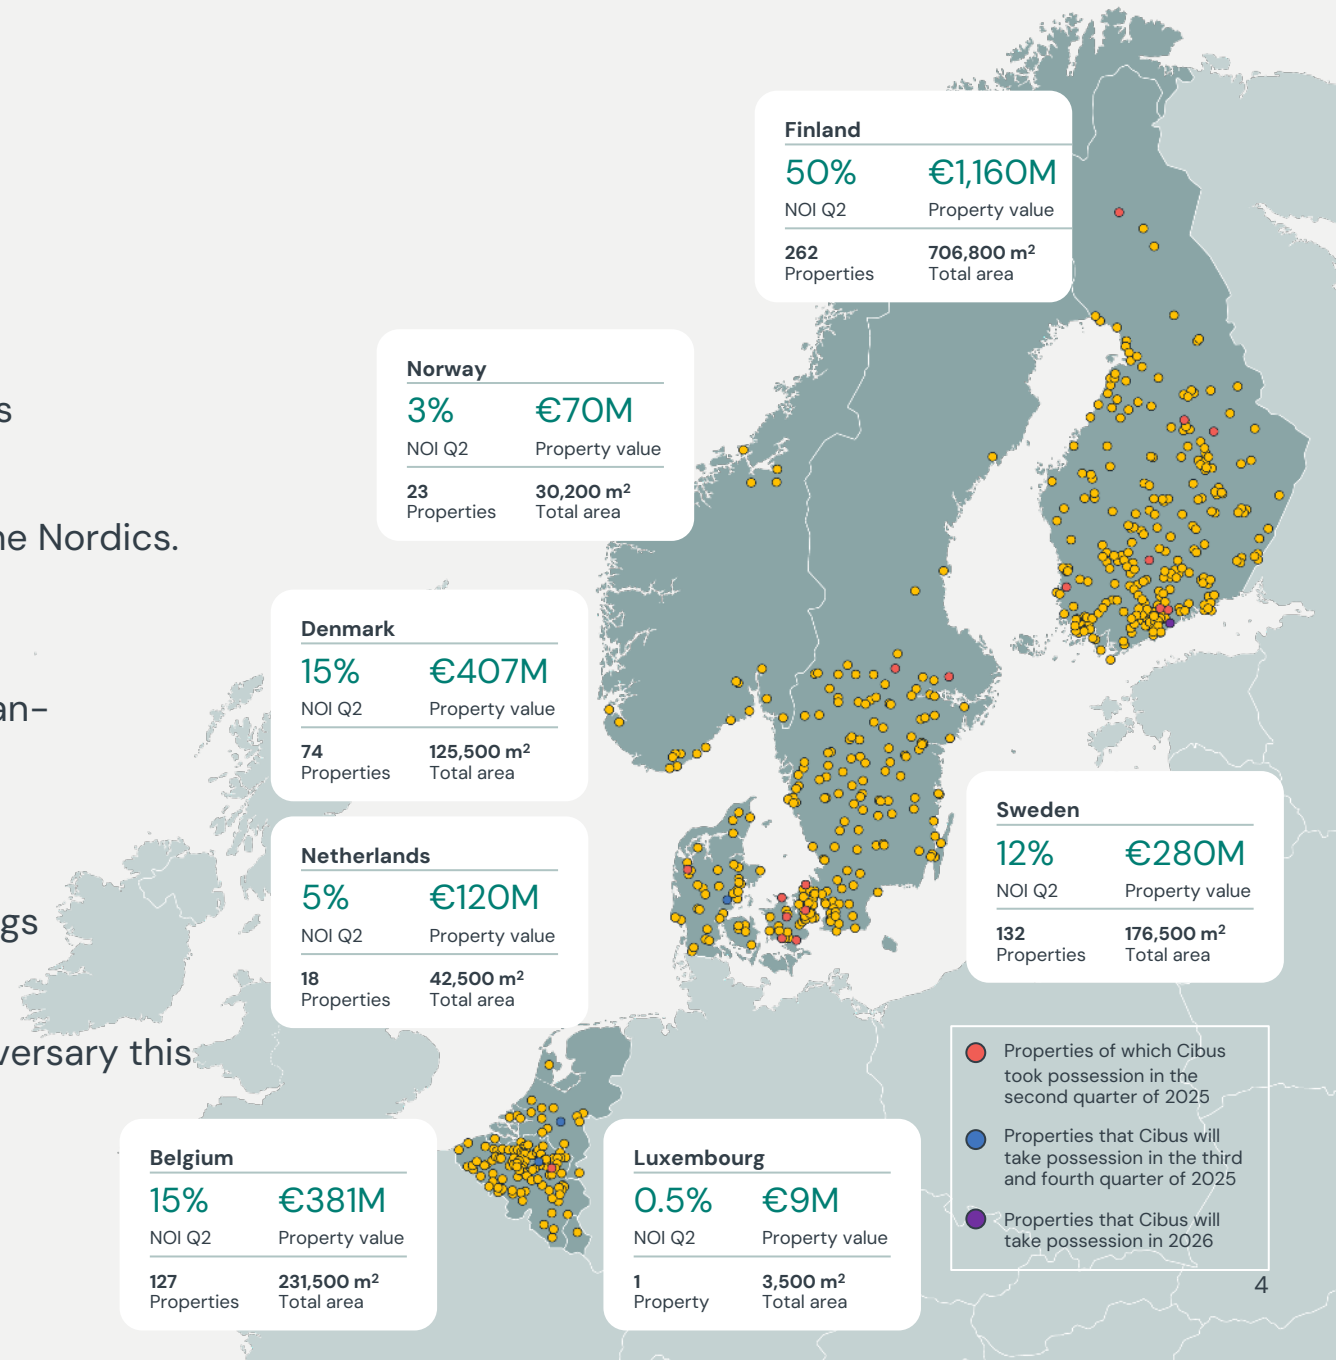 Finland
50% €1,160M
NOI Q2 Property value
262 706,800 m²
Properties Total area
Norway
3% €70M
NOI Q2 Property value
23 30,200 m²
Properties Total area
s
ne Nordics.
Denmark
15% €407M
NOI Q2 Property value
74 125,500 m²
Properties Total area
an-
Sweden
12% €280M
NOI Q2 Property value
132 176,500 m²
Properties Total area
Netherlands
5% €120M
NOI Q2 Property value
18 42,500 m²
Properties Total area
gs
versary this
Belgium
15% €381M
NOI Q2 Property value
127 231,500 m²
Properties Total area
Luxembourg
0.5% €9M
NOI Q2 Property value
1 3,500 m²
Property Total area
Properties of which Cibus
took possession in the
second quarter of 2025
Properties that Cibus will
take possession in the third
and fourth quarter of 2025
Properties that Cibus will
take possession in 2026
4